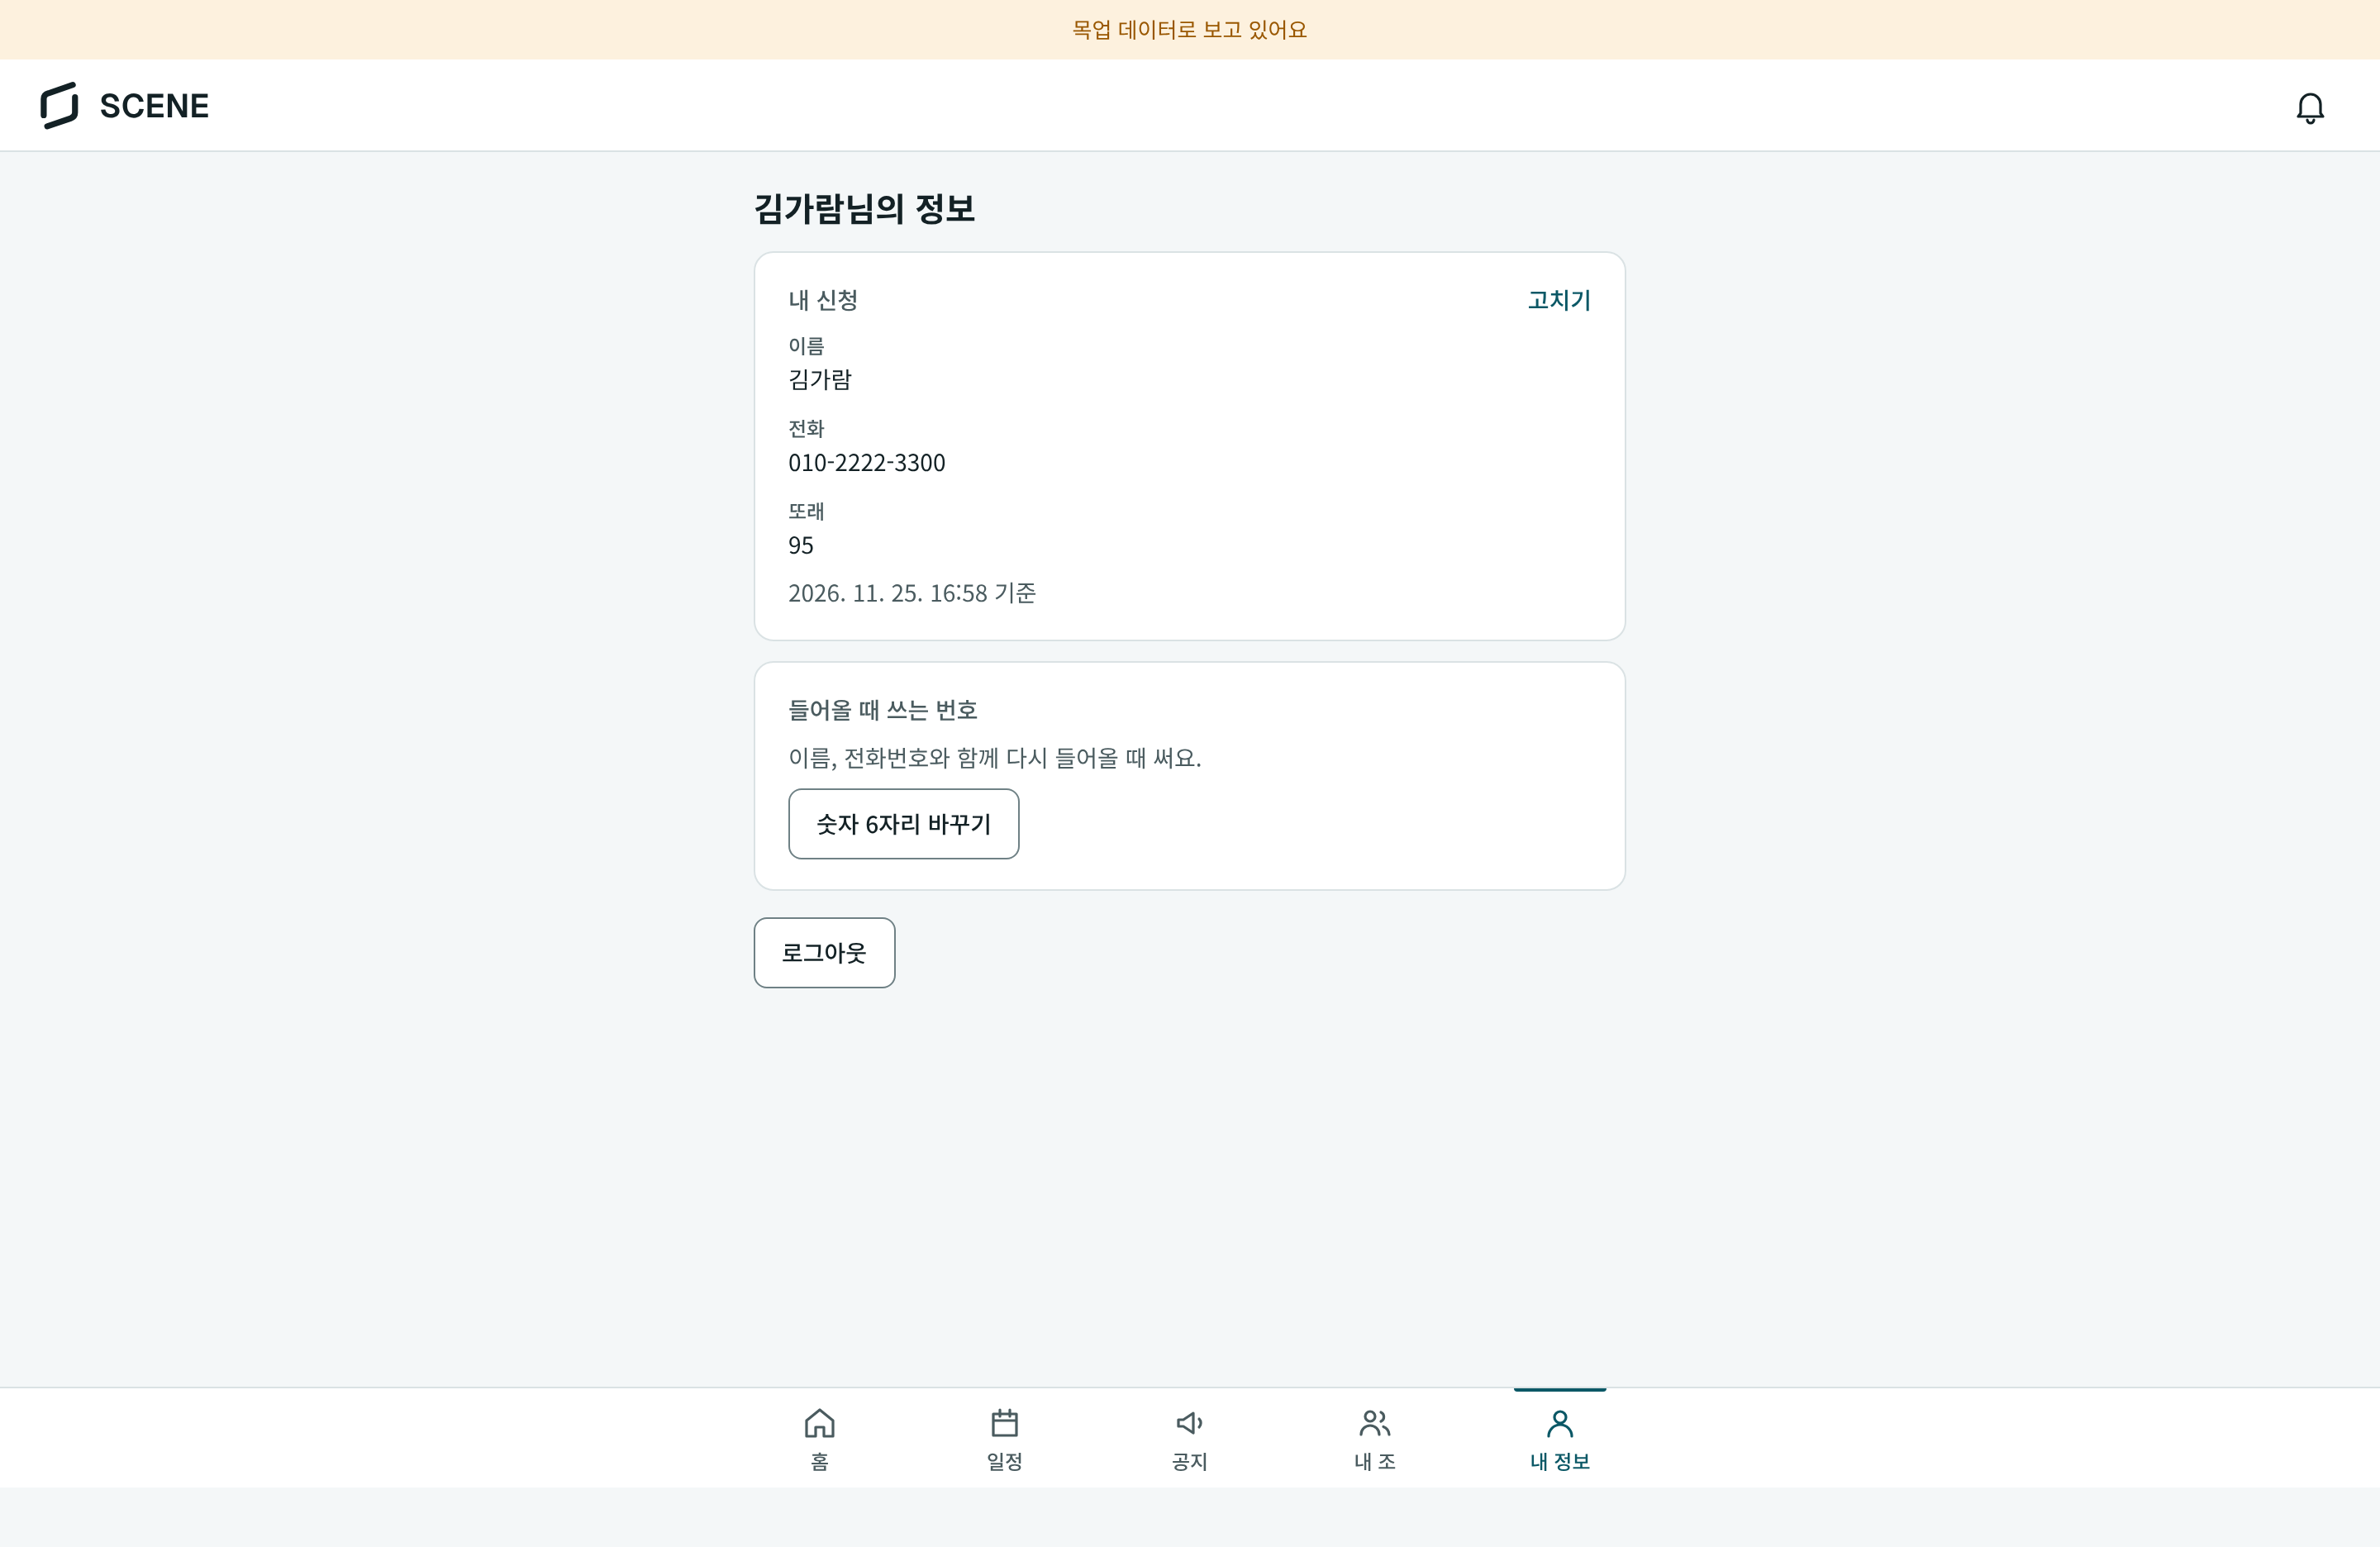 목업 데이터로 보고 있어요
SCENE
김가람님의 정보
내 신청
고치기
이름
김가람
전화
010-2222-3300
또래
95
2026. 11. 25. 16:58 기준
들어올 때 쓰는 번호
이름, 전화번호와 함께 다시 들어올 때 써요.
숫자 6자리 바꾸기
로그아웃
홈
일정
공지
내 조
내 정보